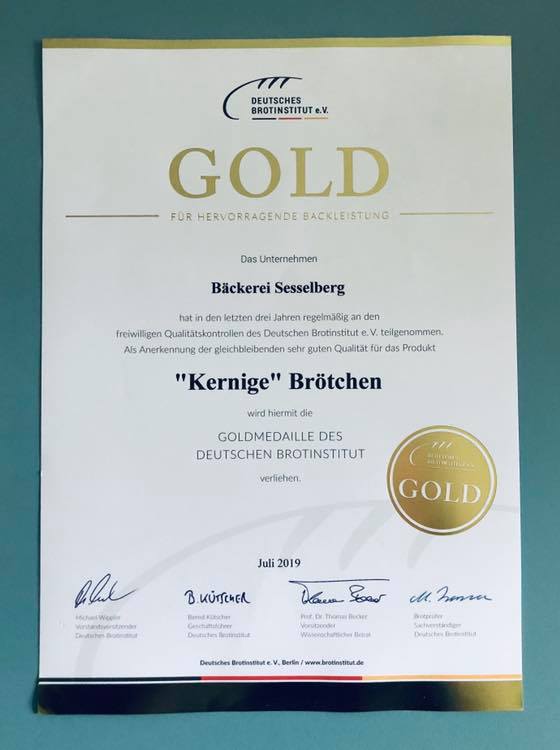 DEUTSCHES
BROTINSTITUT e.V.
GOLD
FÜR HERVORRAGENDE BACKLEISTUNG
Das Unternehmen
Bäckerei Sesselberg
hat in den letzten drei Jahren regelmäßig an den
freiwilligen Qualitätskontrollen des Deutschen Brotinstitut e. V. teilgenommen.
Als Anerkennung der gleichbleibenden sehr guten Qualität für das Produkt
"Kernige" Brötchen
wird hiermit die
GOLDMEDAILLE DES
DEUTSCHEN BROTINSTITUT
verliehen.
DEUTSCHES
BROTINSTITUT e.V.
GOLD
Juli 2019
B. KÜTSCHER
Michael Wippler
Vorstandsvorsitzender
Deutsches Brotinstitut
Bernd Kütscher
Geschäftsführer
Deutsches Brotinstitut
Prof. Dr. Thomas Becker
Vorsitzender
Wissenschaftlicher Beirat
Brotprüfer
Sachverständiger
Deutsches Brotinstitut
Deutsches Brotinstitut e. V., Berlin / www.brotinstitut.de